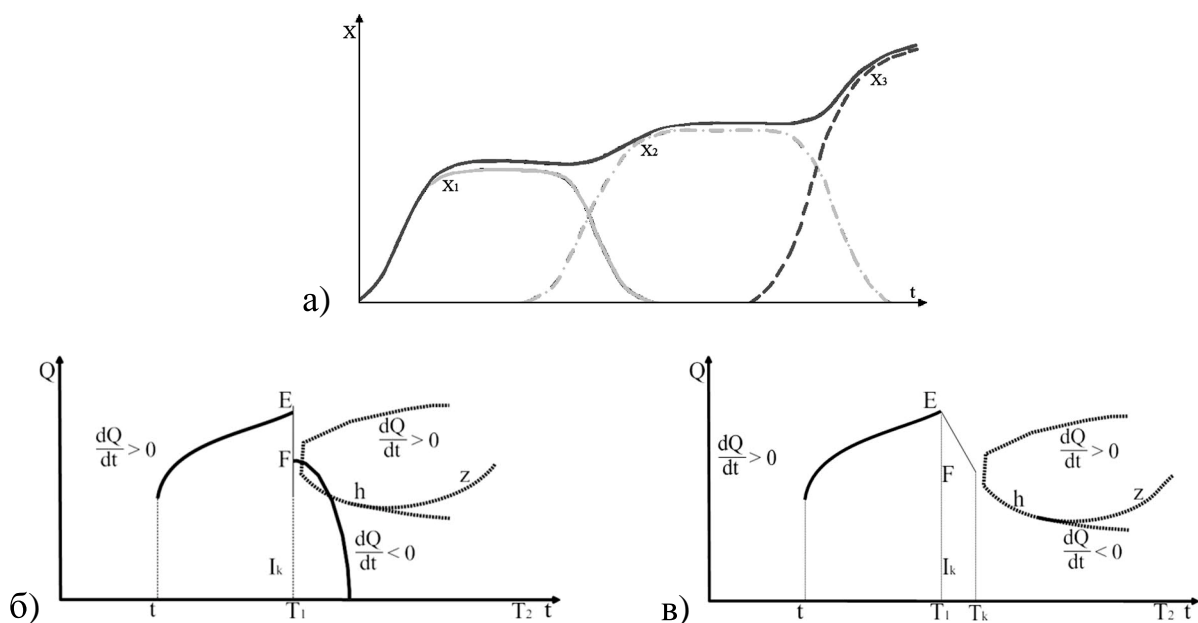 X
X₃
X₂
X₁
t
а)
Q
E
dQ/dt > 0
dQ/dt > 0
F
z
h
dQ/dt < 0
Iₖ
б)
t
T₁
T₂ t
Q
E
dQ/dt > 0
dQ/dt > 0
F
z
h
dQ/dt < 0
Iₖ
в)
t
T₁
Tₖ
T₂ t